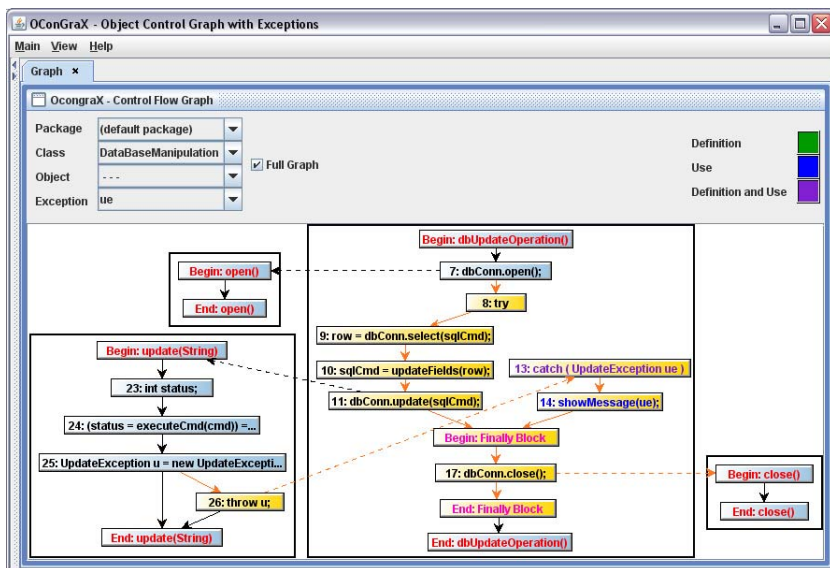 OConGraX - Object Control Graph with Exceptions
Main View Help
Graph ×
OcongraX - Control Flow Graph
Package (default package)
Class DataBaseManipulation
Object - - -
Exception ue
Full Graph
Definition
Use
Definition and Use
Begin: dbUpdateOperation()
Begin: open()
7: dbConn.open();
8: try
End: open()
9: row = dbConn.select(sqlCmd);
Begin: update(String)
10: sqlCmd = updateFields(row);
13: catch ( UpdateException ue )
23: int status;
11: dbConn.update(sqlCmd);
14: showMessage(ue);
24: (status = executeCmd(cmd)) =...
Begin: Finally Block
25: UpdateException u = new UpdateExcepti...
17: dbConn.close();
Begin: close()
26: throw u;
End: Finally Block
End: close()
End: update(String)
End: dbUpdateOperation()